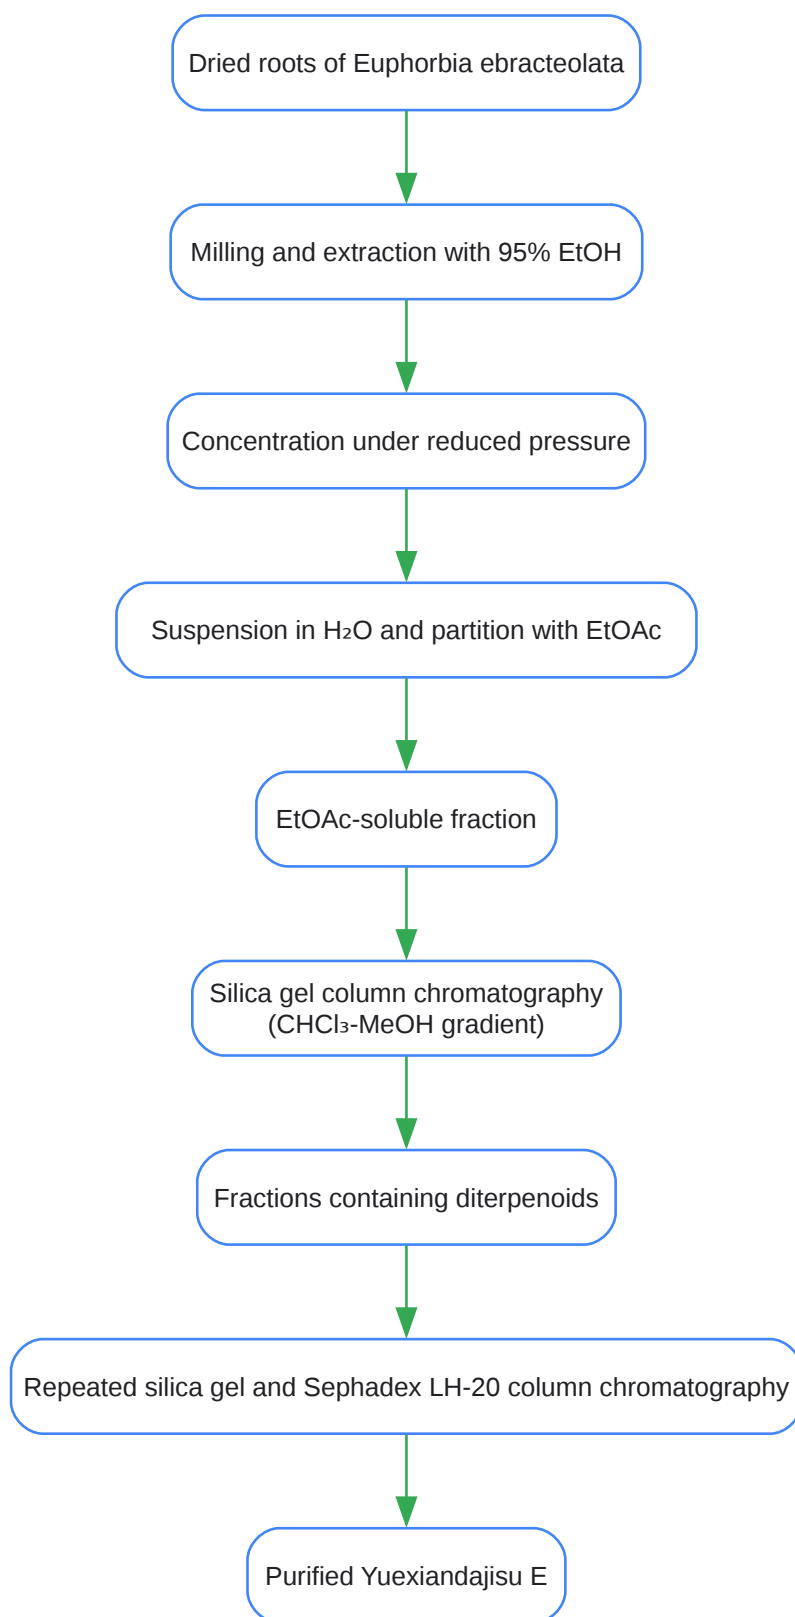 Dried roots of Euphorbia ebracteolata
Milling and extraction with 95% EtOH
Concentration under reduced pressure
Suspension in H₂O and partition with EtOAc
EtOAc-soluble fraction
Silica gel column chromatography
(CHCl₃-MeOH gradient)
Fractions containing diterpenoids
Repeated silica gel and Sephadex LH-20 column chromatography
Purified Yuexiandajisu E